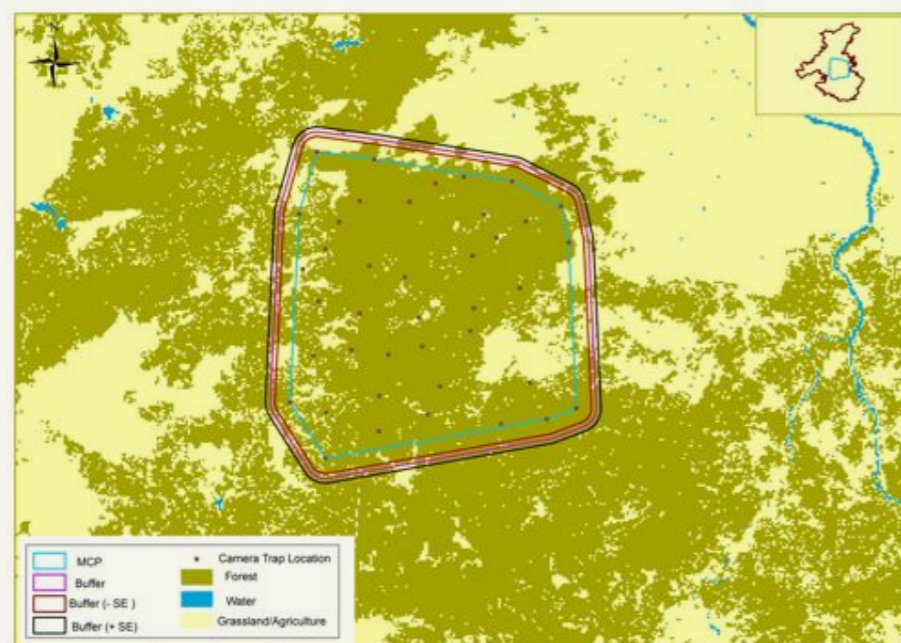 N
MCP
Buffer
Buffer (- SE )
Buffer (+ SE)
Camera Trap Location
Forest
Water
Grassland/Agriculture